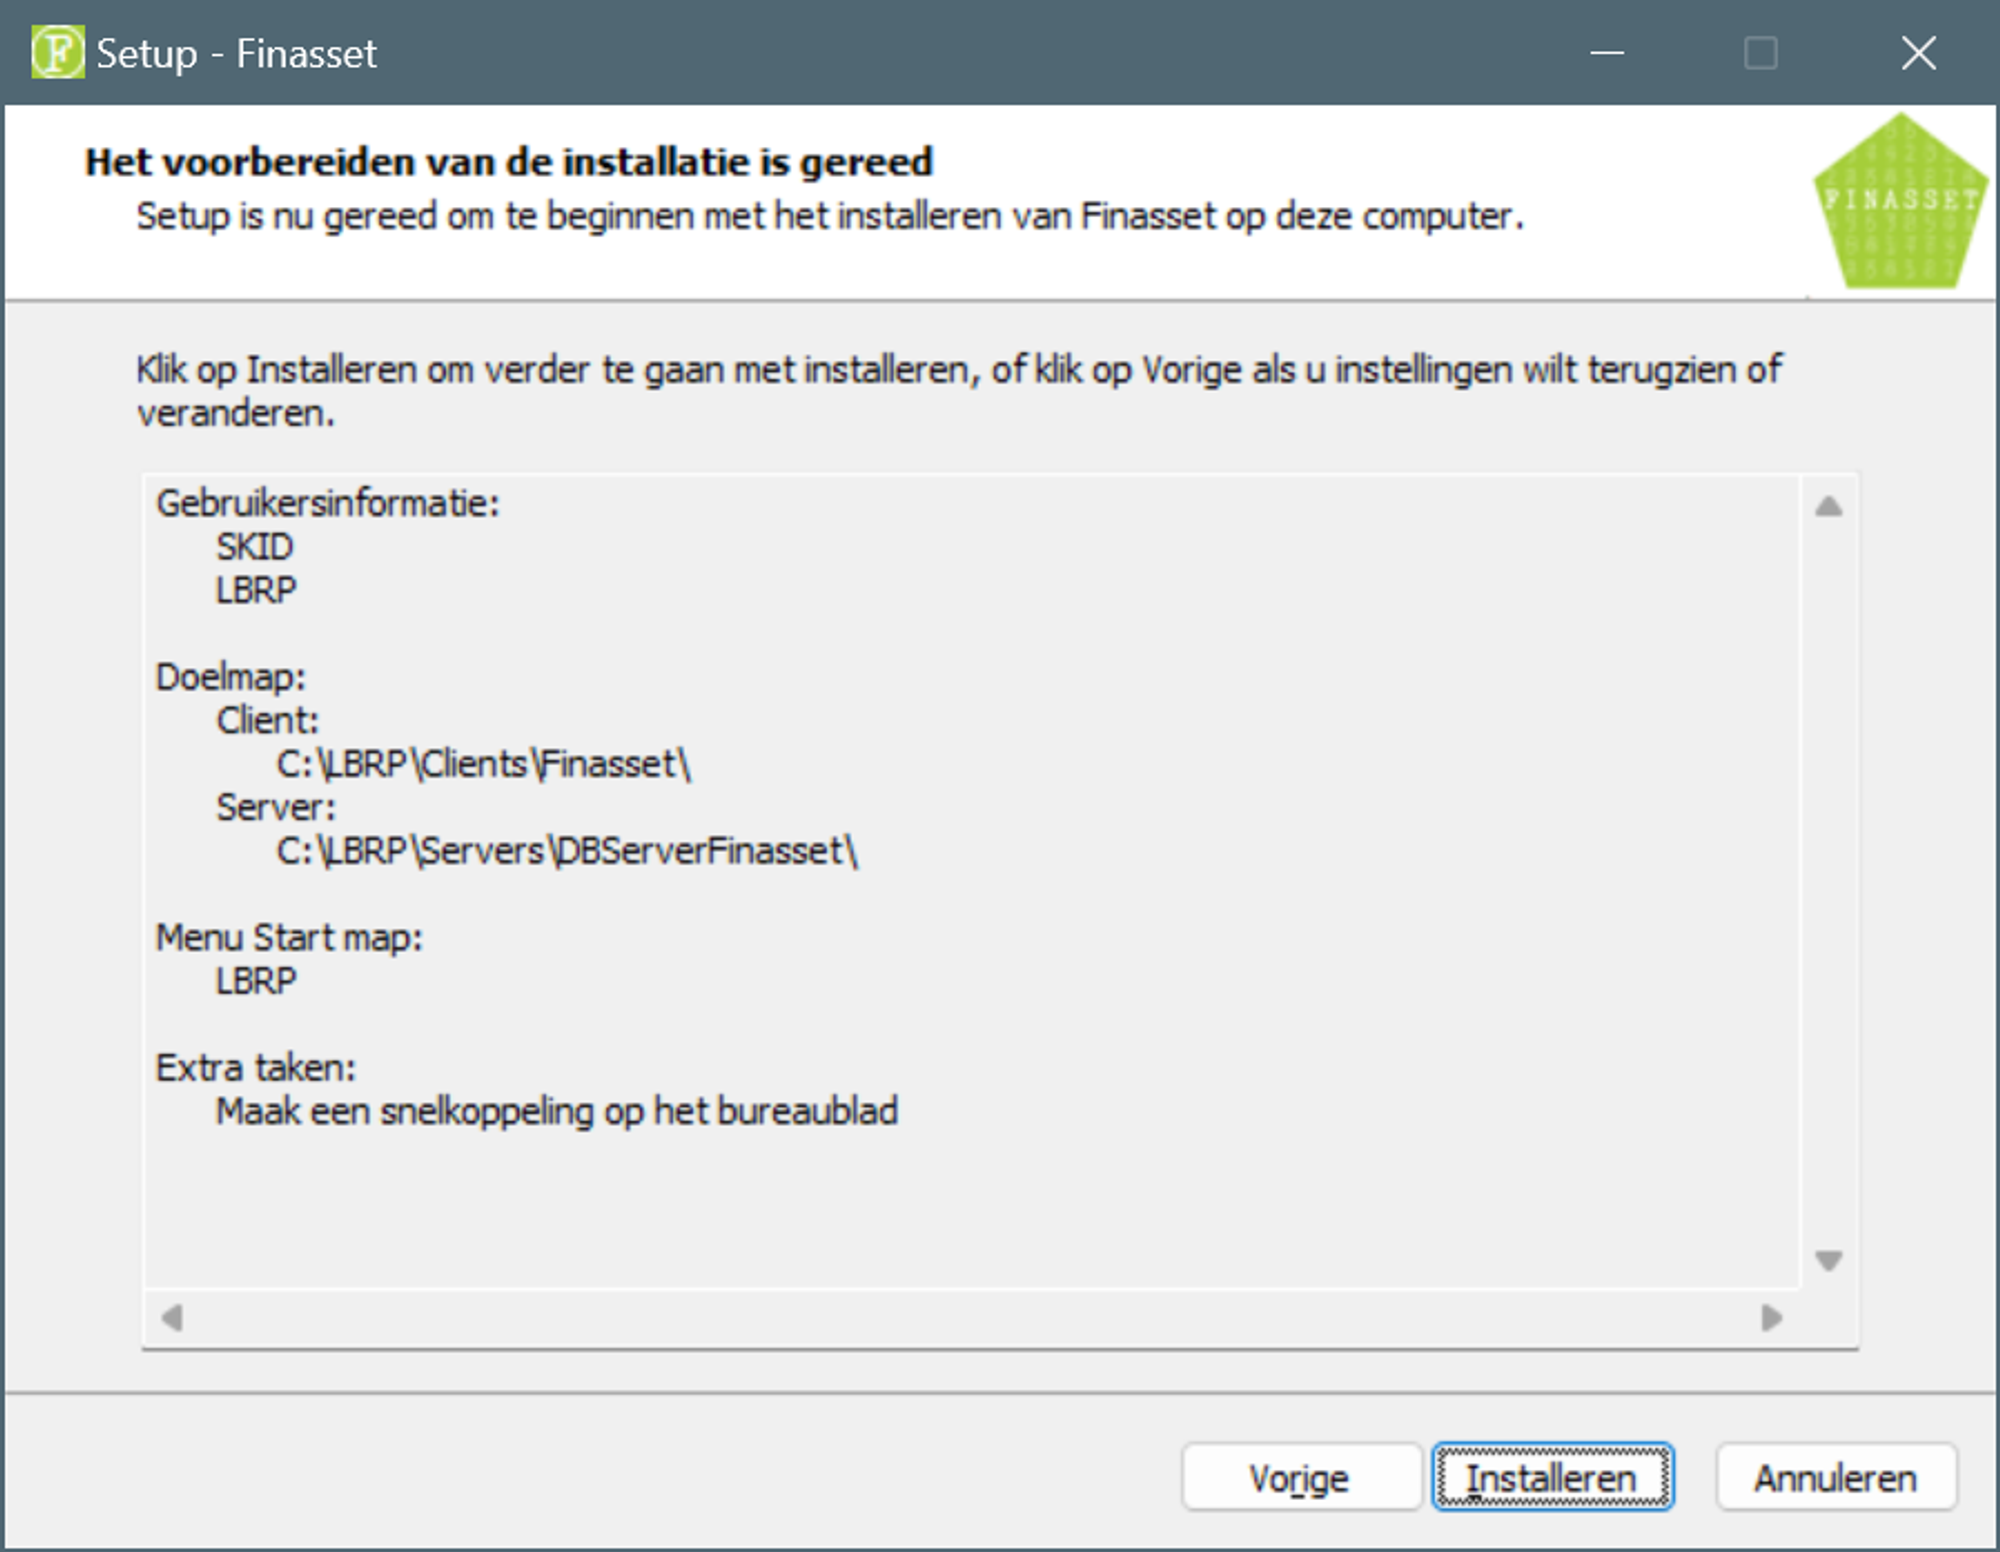 Setup - Finasset
Het voorbereiden van de installatie is gereed
Setup is nu gereed om te beginnen met het installeren van Finasset op deze computer.
FINASSET
Klik op Installeren om verder te gaan met installeren, of klik op Vorige als u instellingen wilt terugzien of
veranderen.
Gebruikersinformatie:
SKID
LBRP
Doelmap:
Client:
C:\LBRP\Clients\Finasset\
Server:
C:\LBRP\Servers\DBServerFinasset\
Menu Start map:
LBRP
Extra taken:
Maak een snelkoppeling op het bureaublad
Vorige
Installeren
Annuleren